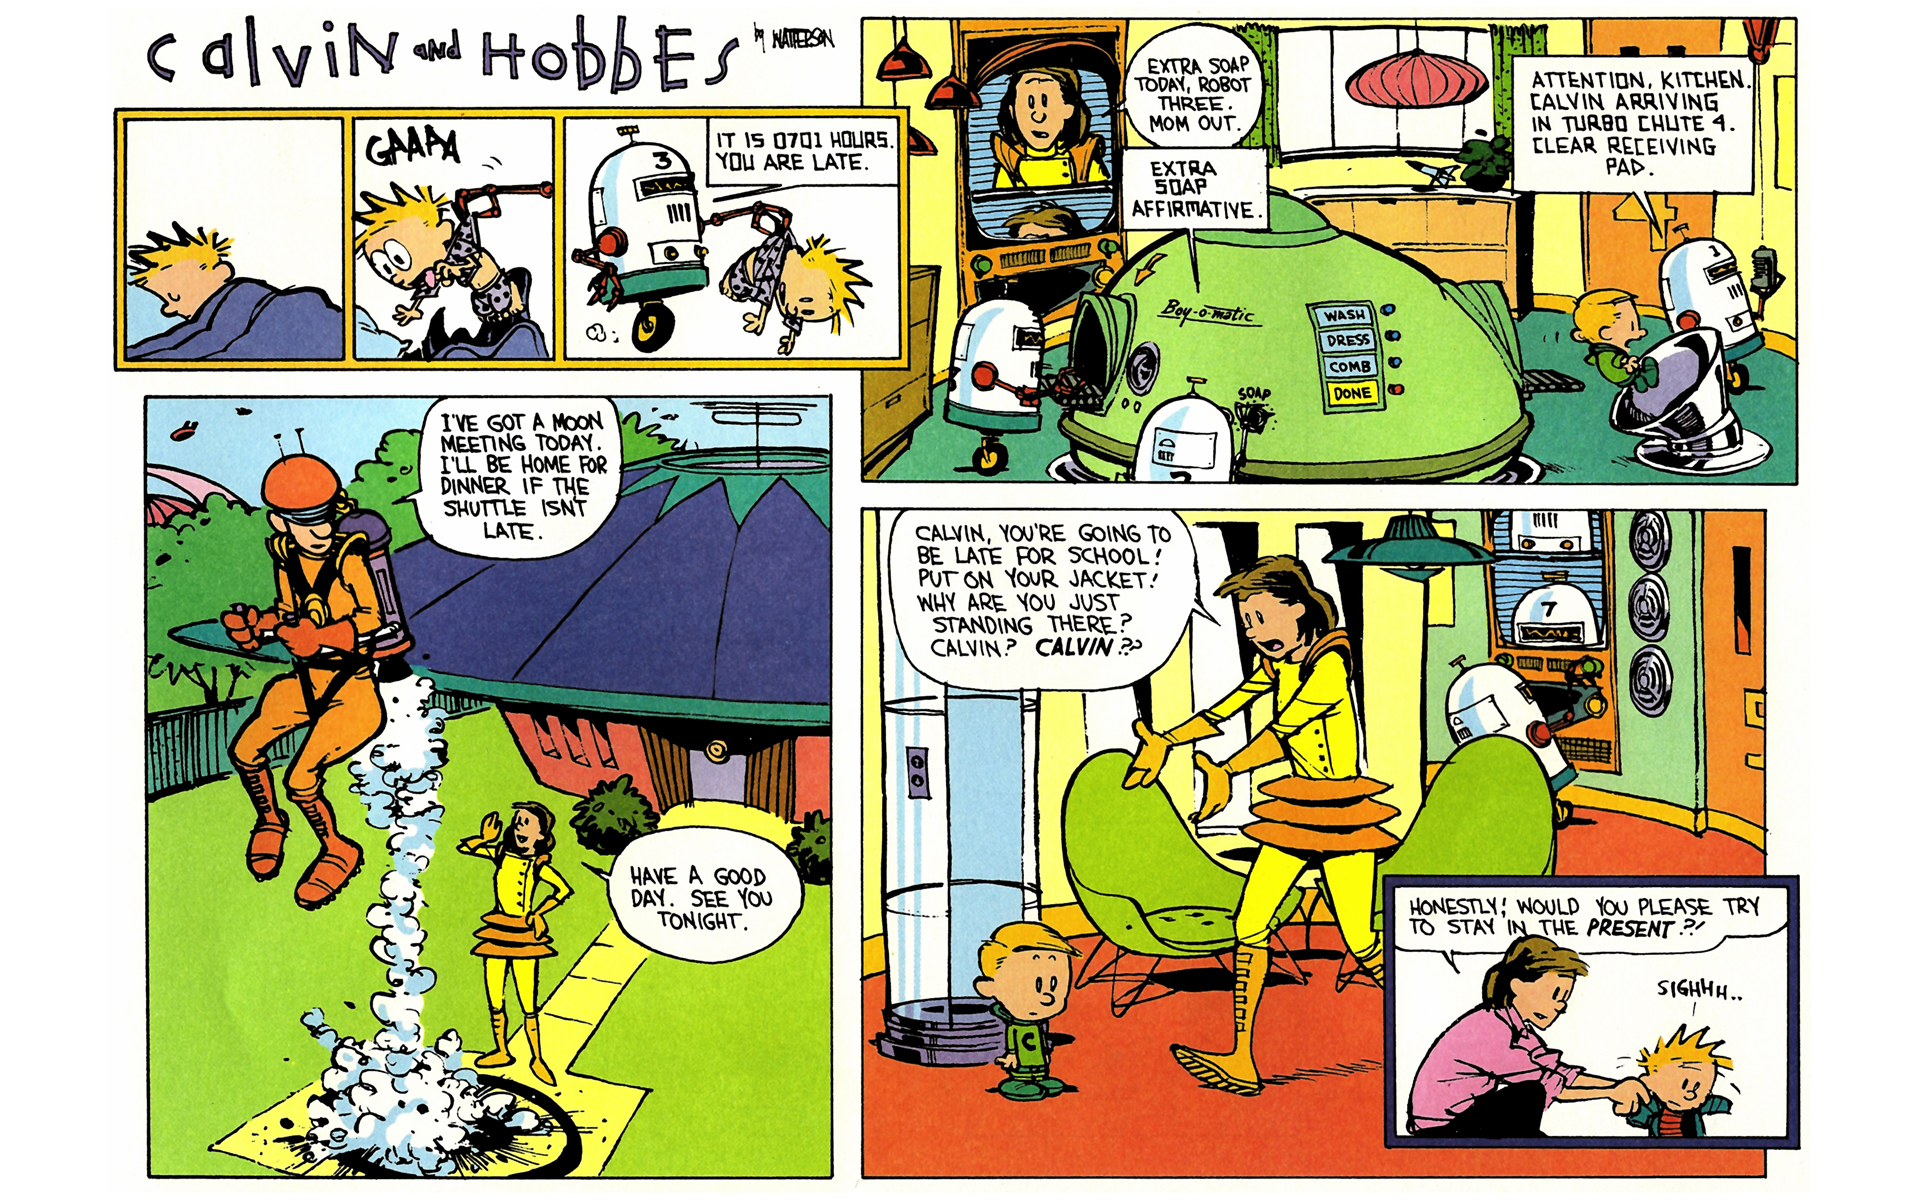 CALVIN AND HOBBES
by WATTERSON
GAAAA
3
IT IS 0701 HOURS.
YOU ARE LATE.
EXTRA SOAP
TODAY, ROBOT
THREE.
MOM OUT.
EXTRA
SOAP
AFFIRMATIVE.
ATTENTION, KITCHEN.
CALVIN ARRIVING
IN TURBO CHUTE 4.
CLEAR RECEIVING
PAD.
1
Boy-o-matic
WASH
DRESS
COMB
DONE
SOAP
I'VE GOT A MOON
MEETING TODAY.
I'LL BE HOME FOR
DINNER IF THE
SHUTTLE ISN'T
LATE.
HAVE A GOOD
DAY. SEE YOU
TONIGHT.
CALVIN, YOU'RE GOING TO
BE LATE FOR SCHOOL!
PUT ON YOUR JACKET!
WHY ARE YOU JUST
STANDING THERE?
CALVIN? CALVIN??
7
C
HONESTLY! WOULD YOU PLEASE TRY
TO STAY IN THE PRESENT?!
SIGHHH..